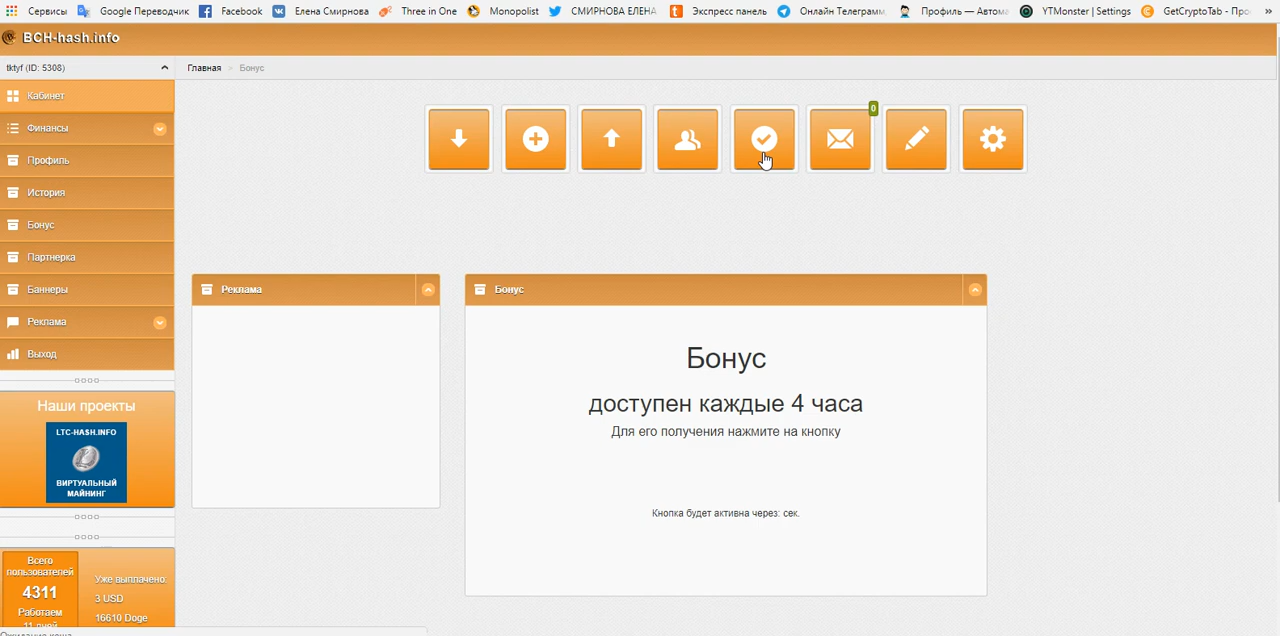 Сервисы
Google Переводчик
Facebook
Елена Смирнова
Three in One
Monopolist
СМИРНОВА ЕЛЕНА
Экспресс панель
Онлайн Телеграмм
Профиль — Автома
YTMonster | Settings
GetCryptoTab - Про
»
BCH-hash.info
tktyf (ID: 5308)
Главная > Бонус
Кабинет
Финансы
Профиль
История
Бонус
Партнерка
Баннеры
Реклама
Выход
0
Наши проекты
LTC-HASH.INFO
ВИРТУАЛЬНЫЙ
МАЙНИНГ
Всего
пользователей
4311
Работаем
11 дней
Уже выплачено:
3 USD
16610 Doge
Реклама
Бонус
Бонус
доступен каждые 4 часа
Для его получения нажмите на кнопку
Кнопка будет активна через: сек.